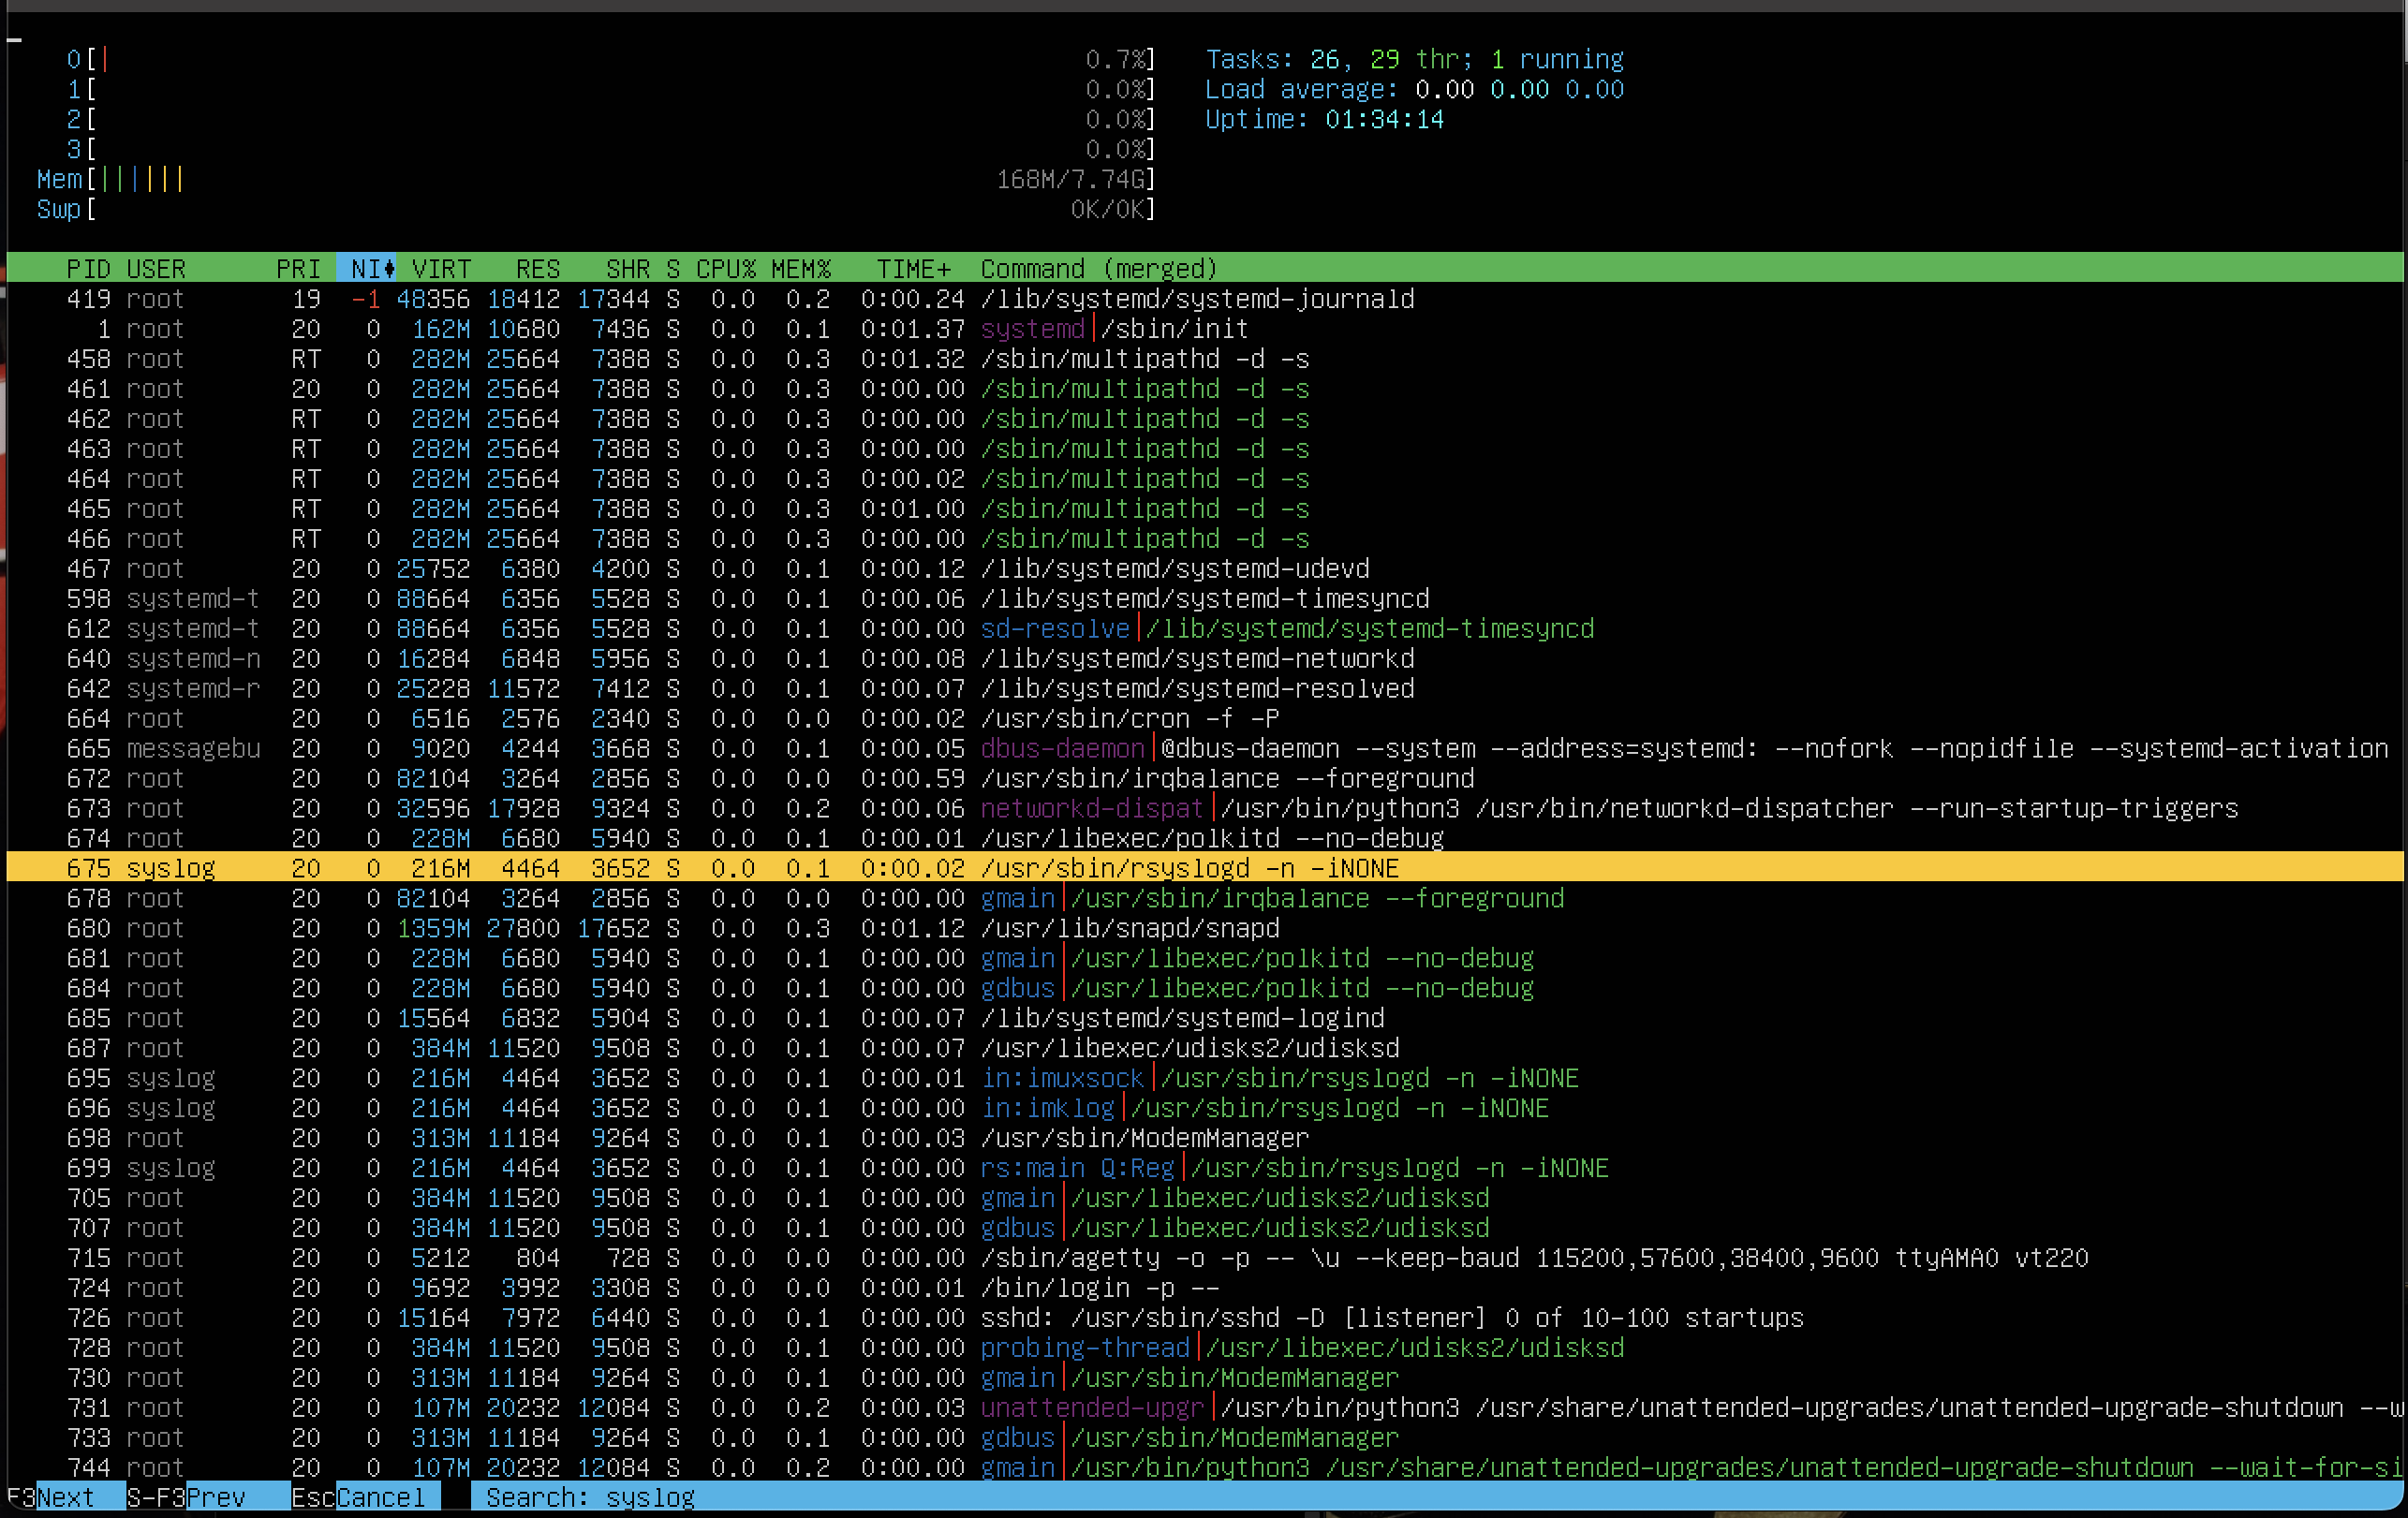 0[| 0.7%] Tasks: 26, 29 thr; 1 running
1[ 0.0%] Load average: 0.00 0.00 0.00
2[ 0.0%] Uptime: 01:34:14
3[ 0.0%]
Mem[|||||| 168M/7.74G]
Swp[ 0K/0K]
PID USER PRI NI♦ VIRT RES SHR S CPU% MEM% TIME+ Command (merged)
419 root 19 -1 48356 18412 17344 S 0.0 0.2 0:00.24 /lib/systemd/systemd-journald
1 root 20 0 162M 10680 7436 S 0.0 0.1 0:01.37 systemd|/sbin/init
458 root RT 0 282M 25664 7388 S 0.0 0.3 0:01.32 /sbin/multipathd -d -s
461 root 20 0 282M 25664 7388 S 0.0 0.3 0:00.00 /sbin/multipathd -d -s
462 root RT 0 282M 25664 7388 S 0.0 0.3 0:00.00 /sbin/multipathd -d -s
463 root RT 0 282M 25664 7388 S 0.0 0.3 0:00.00 /sbin/multipathd -d -s
464 root RT 0 282M 25664 7388 S 0.0 0.3 0:00.02 /sbin/multipathd -d -s
465 root RT 0 282M 25664 7388 S 0.0 0.3 0:01.00 /sbin/multipathd -d -s
466 root RT 0 282M 25664 7388 S 0.0 0.3 0:00.00 /sbin/multipathd -d -s
467 root 20 0 25752 6380 4200 S 0.0 0.1 0:00.12 /lib/systemd/systemd-udevd
598 systemd-t 20 0 88664 6356 5528 S 0.0 0.1 0:00.06 /lib/systemd/systemd-timesyncd
612 systemd-t 20 0 88664 6356 5528 S 0.0 0.1 0:00.00 sd-resolve|/lib/systemd/systemd-timesyncd
640 systemd-n 20 0 16284 6848 5956 S 0.0 0.1 0:00.08 /lib/systemd/systemd-networkd
642 systemd-r 20 0 25228 11572 7412 S 0.0 0.1 0:00.07 /lib/systemd/systemd-resolved
664 root 20 0 6516 2576 2340 S 0.0 0.0 0:00.02 /usr/sbin/cron -f -P
665 messagebu 20 0 9020 4244 3668 S 0.0 0.1 0:00.05 dbus-daemon|@dbus-daemon --system --address=systemd: --nofork --nopidfile --systemd-activation
672 root 20 0 82104 3264 2856 S 0.0 0.0 0:00.59 /usr/sbin/irqbalance --foreground
673 root 20 0 32596 17928 9324 S 0.0 0.2 0:00.06 networkd-dispat|/usr/bin/python3 /usr/bin/networkd-dispatcher --run-startup-triggers
674 root 20 0 228M 6680 5940 S 0.0 0.1 0:00.01 /usr/libexec/polkitd --no-debug
675 syslog 20 0 216M 4464 3652 S 0.0 0.1 0:00.02 /usr/sbin/rsyslogd -n -iNONE
678 root 20 0 82104 3264 2856 S 0.0 0.0 0:00.00 gmain|/usr/sbin/irqbalance --foreground
680 root 20 0 1359M 27800 17652 S 0.0 0.3 0:01.12 /usr/lib/snapd/snapd
681 root 20 0 228M 6680 5940 S 0.0 0.1 0:00.00 gmain|/usr/libexec/polkitd --no-debug
684 root 20 0 228M 6680 5940 S 0.0 0.1 0:00.00 gdbus|/usr/libexec/polkitd --no-debug
685 root 20 0 15564 6832 5904 S 0.0 0.1 0:00.07 /lib/systemd/systemd-logind
687 root 20 0 384M 11520 9508 S 0.0 0.1 0:00.07 /usr/libexec/udisks2/udisksd
695 syslog 20 0 216M 4464 3652 S 0.0 0.1 0:00.01 in:imuxsock|/usr/sbin/rsyslogd -n -iNONE
696 syslog 20 0 216M 4464 3652 S 0.0 0.1 0:00.00 in:imklog|/usr/sbin/rsyslogd -n -iNONE
698 root 20 0 313M 11184 9264 S 0.0 0.1 0:00.03 /usr/sbin/ModemManager
699 syslog 20 0 216M 4464 3652 S 0.0 0.1 0:00.00 rs:main Q:Reg|/usr/sbin/rsyslogd -n -iNONE
705 root 20 0 384M 11520 9508 S 0.0 0.1 0:00.00 gmain|/usr/libexec/udisks2/udisksd
707 root 20 0 384M 11520 9508 S 0.0 0.1 0:00.00 gdbus|/usr/libexec/udisks2/udisksd
715 root 20 0 5212 804 728 S 0.0 0.0 0:00.00 /sbin/agetty -o -p -- \u --keep-baud 115200,57600,38400,9600 ttyAMA0 vt220
724 root 20 0 9692 3992 3308 S 0.0 0.0 0:00.01 /bin/login -p --
726 root 20 0 15164 7972 6440 S 0.0 0.1 0:00.00 sshd: /usr/sbin/sshd -D [listener] 0 of 10-100 startups
728 root 20 0 384M 11520 9508 S 0.0 0.1 0:00.00 probing-thread|/usr/libexec/udisks2/udisksd
730 root 20 0 313M 11184 9264 S 0.0 0.1 0:00.00 gmain|/usr/sbin/ModemManager
731 root 20 0 107M 20232 12084 S 0.0 0.2 0:00.03 unattended-upgr|/usr/bin/python3 /usr/share/unattended-upgrades/unattended-upgrade-shutdown --w
733 root 20 0 313M 11184 9264 S 0.0 0.1 0:00.00 gdbus|/usr/sbin/ModemManager
744 root 20 0 107M 20232 12084 S 0.0 0.2 0:00.00 gmain|/usr/bin/python3 /usr/share/unattended-upgrades/unattended-upgrade-shutdown --wait-for-si
F3Next S-F3Prev EscCancel Search: syslog